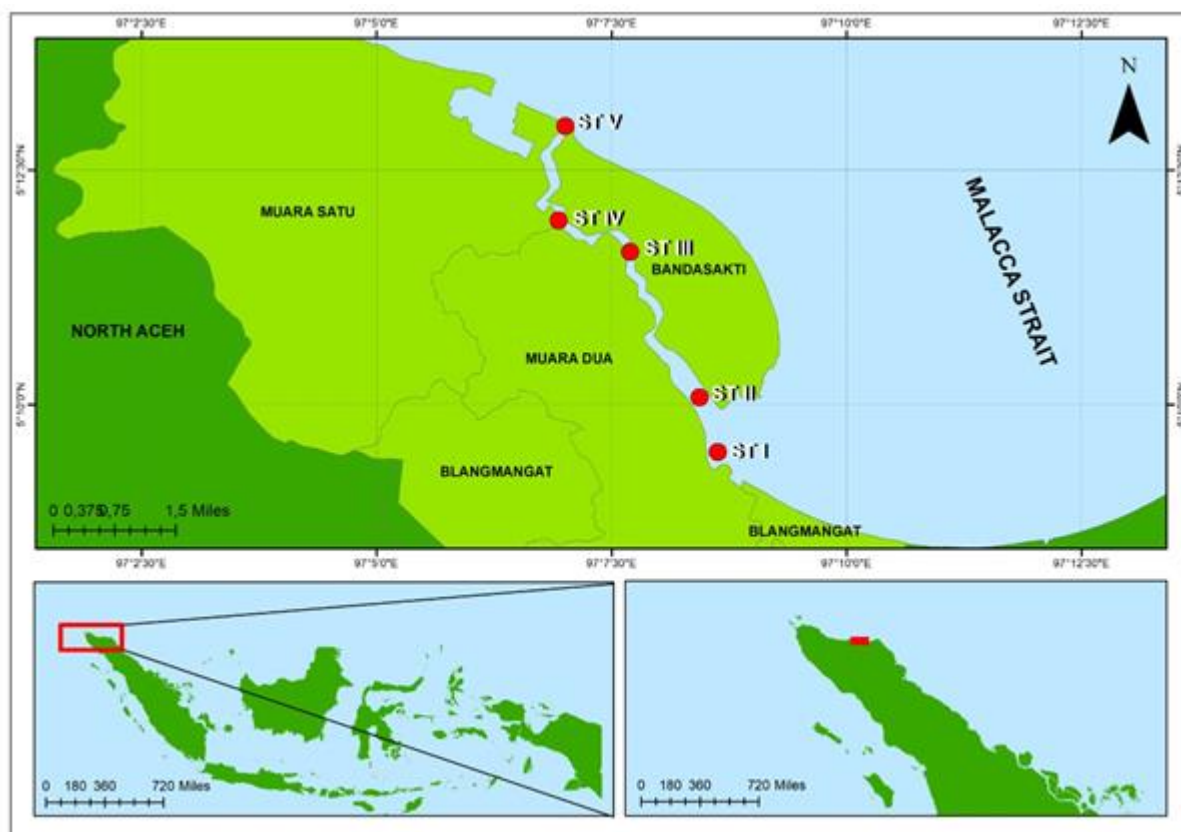 97°2'30"E 97°5'0"E 97°7'30"E 97°10'0"E 97°12'30"E
N
ST V
5°12'30"N
MUARA SATU
ST IV
ST III
BANDASAKTI
MALACCA STRAIT
NORTH ACEH
MUARA DUA
ST II
5°10'0"N
ST I
BLANGMANGAT
BLANGMANGAT
0 0,375 0,75 1,5 Miles
97°2'30"E 97°5'0"E 97°7'30"E 97°10'0"E 97°12'30"E
0 180 360 720 Miles
0 180 360 720 Miles